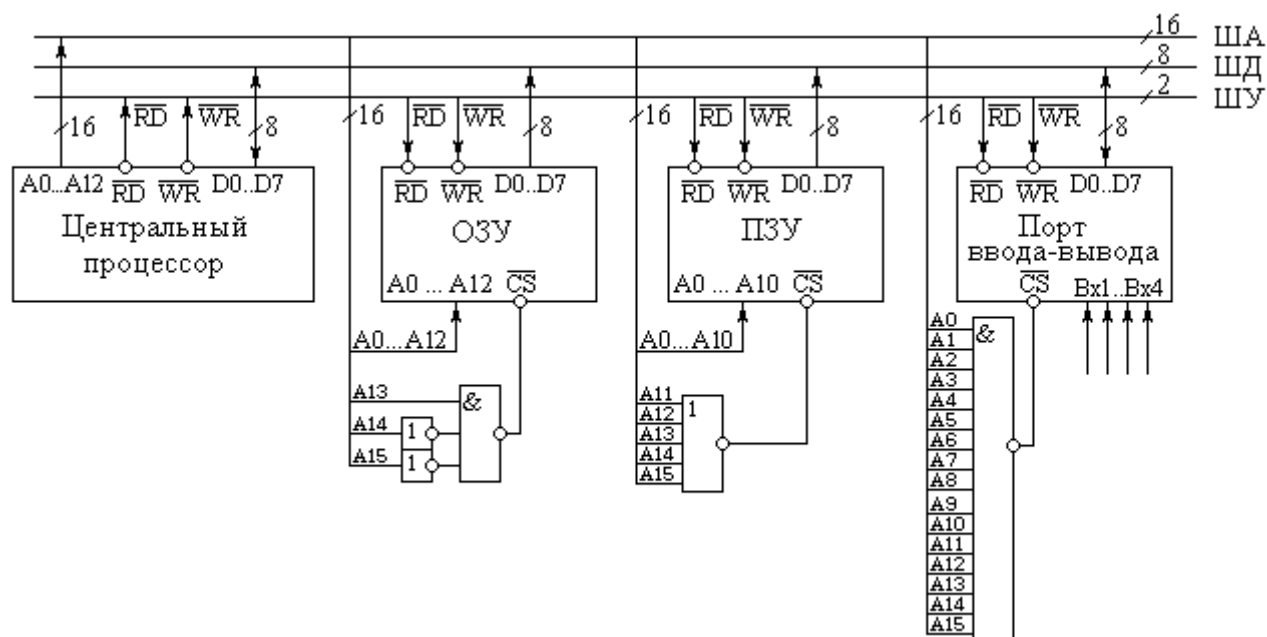 16 ША
8 ШД
2 ШУ
16 RD WR 8 16 RD WR 8 16 RD WR 8 16 RD WR 8
A0...A12 RD WR D0..D7
Центральный
процессор
RD WR D0..D7
ОЗУ
A0 ... A12 CS
A0...A12
A13
A14
A15
&
1
1
RD WR D0..D7
ПЗУ
A0 ... A10 CS
A0...A10
A11
A12
A13
A14
A15
1
RD WR D0..D7
Порт
ввода-вывода
CS Вх1..Вх4
A0
A1
A2
A3
A4
A5
A6
A7
A8
A9
A10
A11
A12
A13
A14
A15
&